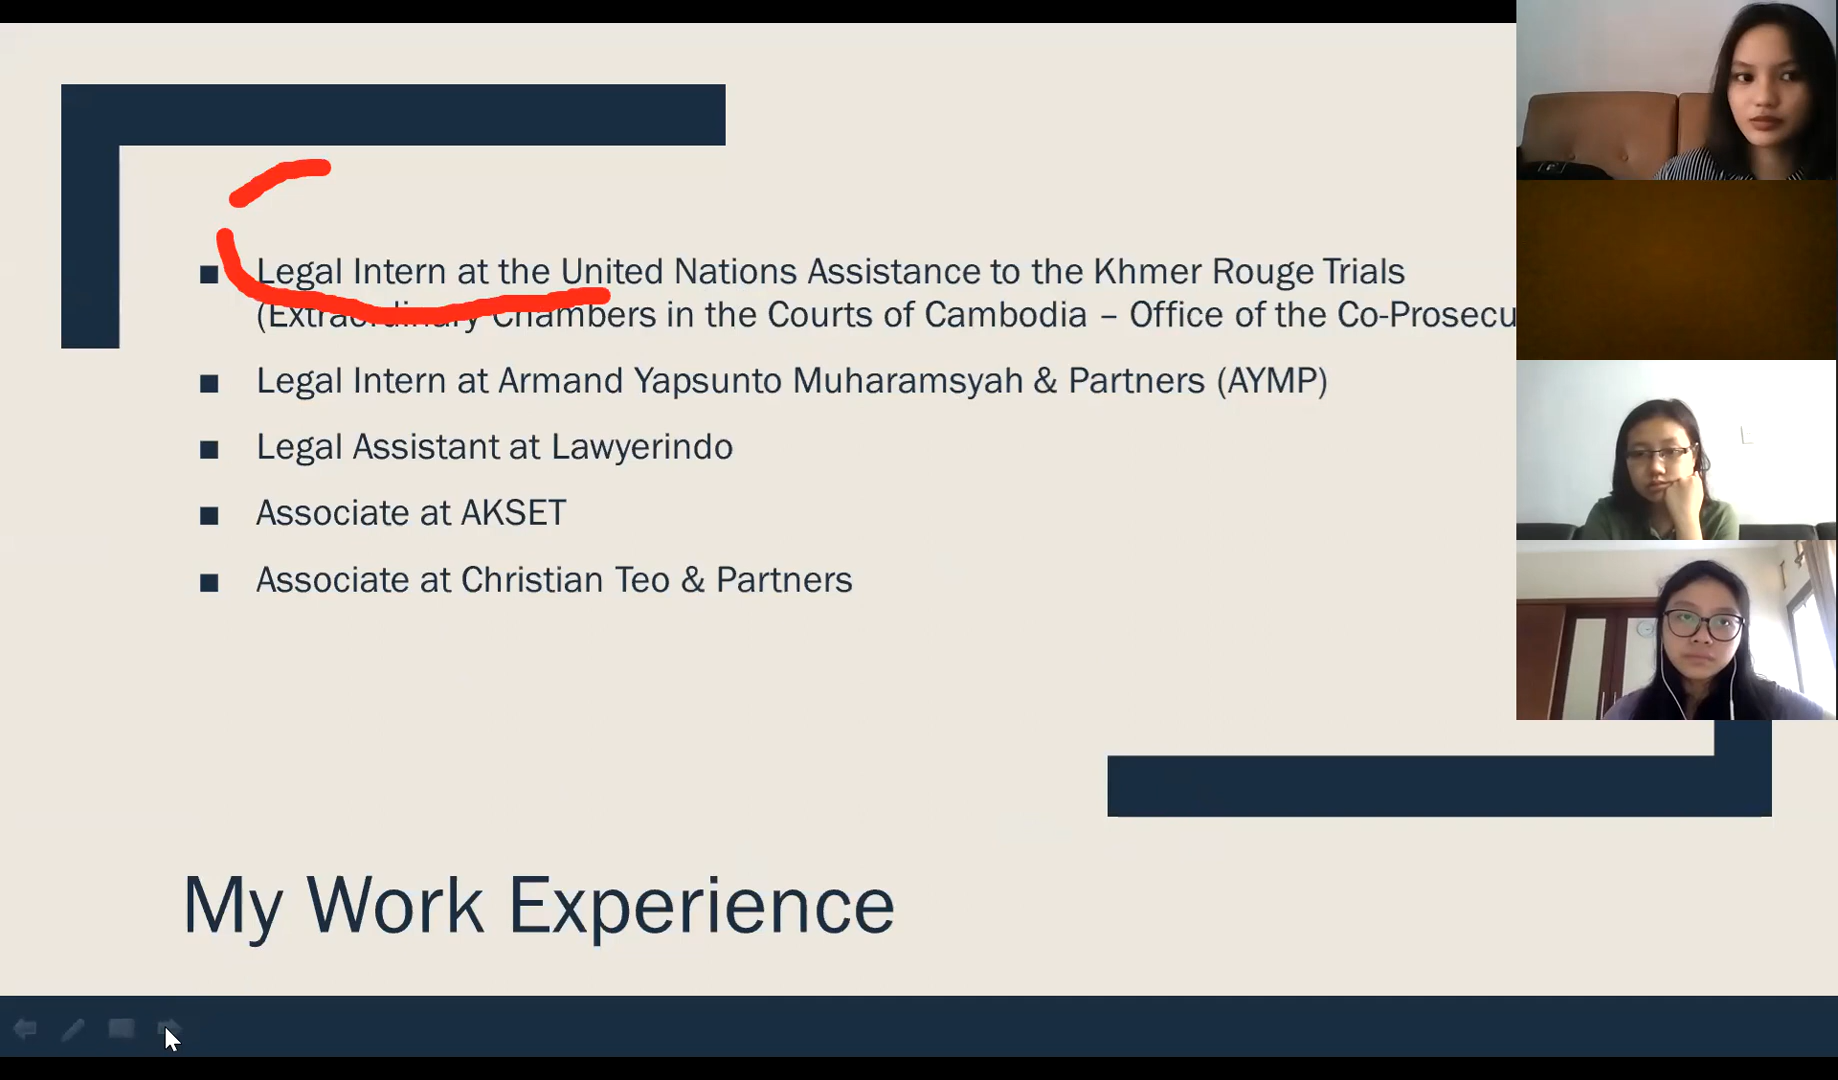 Legal Intern at the United Nations Assistance to the Khmer Rouge Trials
(Extraordinary Chambers in the Courts of Cambodia – Office of the Co-Prosecu
Legal Intern at Armand Yapsunto Muharamsyah & Partners (AYMP)
Legal Assistant at Lawyerindo
Associate at AKSET
Associate at Christian Teo & Partners
My Work Experience